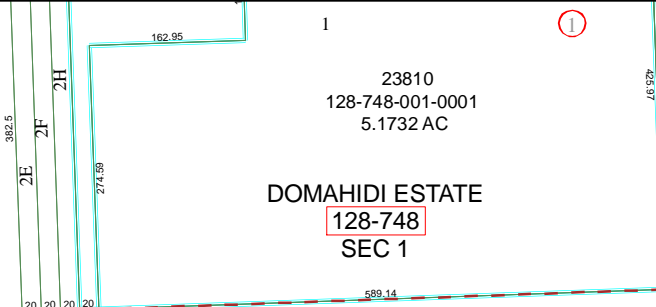 1
1
162.95
23810
128-748-001-0001
5.1732 AC
425.97
2H
2F
2E
382.5
274.59
DOMAHIDI ESTATE
128-748
SEC 1
589.14
20
20
20
20